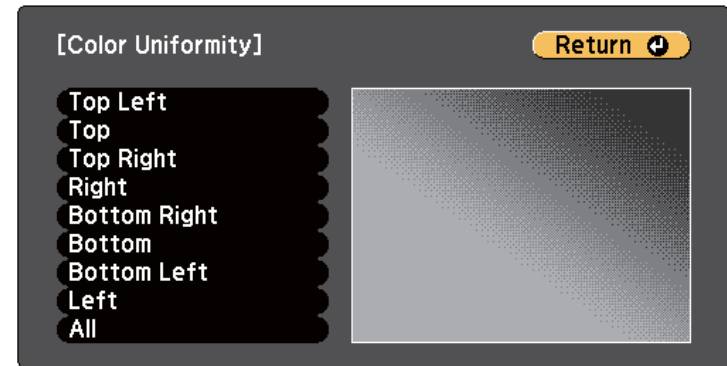 [Color Uniformity]
Return
Top Left
Top
Top Right
Right
Bottom Right
Bottom
Bottom Left
Left
All